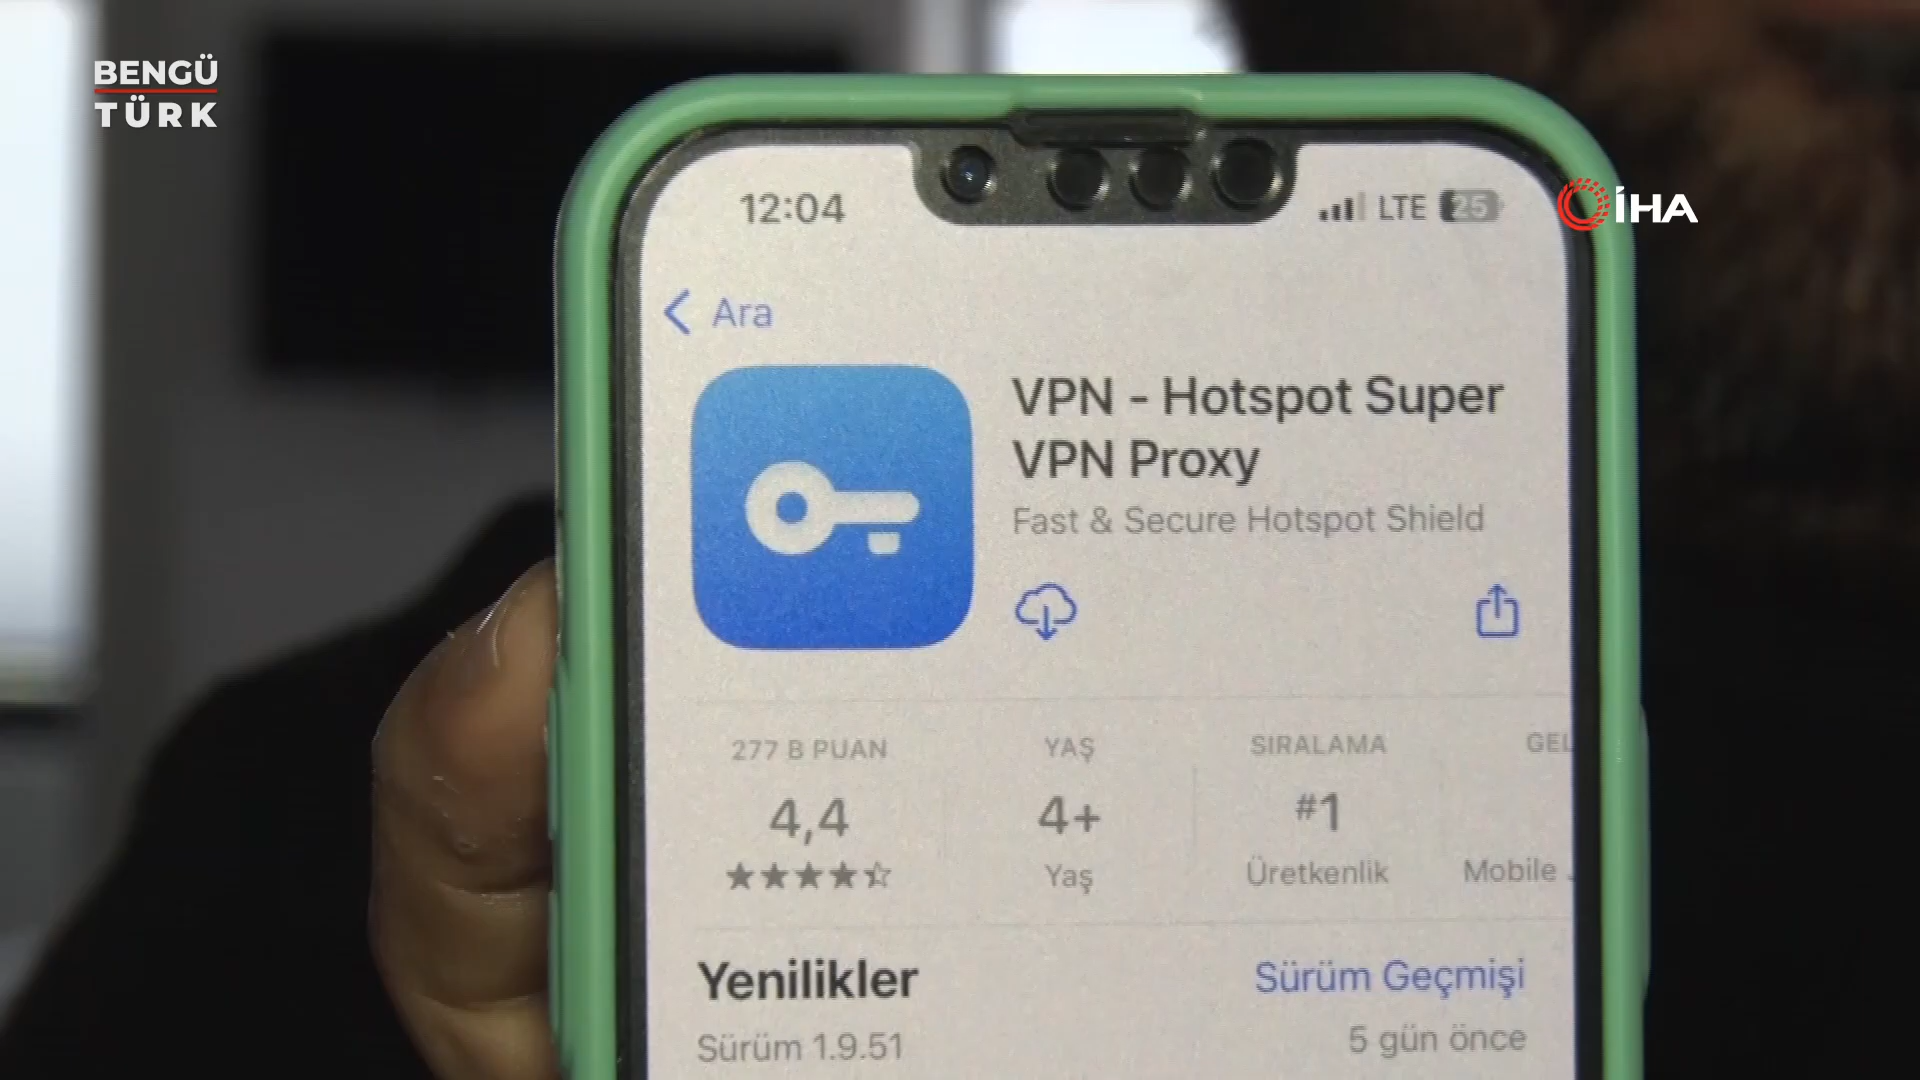 BENGÜ
TÜRK
12:04
LTE 25
İHA
Ara
VPN - Hotspot Super
VPN Proxy
Fast & Secure Hotspot Shield
277 B PUAN
YAŞ
SIRALAMA
GEL
4,4
4+
#1
Yaş
Üretkenlik
Mobile
Yenilikler
Sürüm Geçmişi
Sürüm 1.9.51
5 gün önce